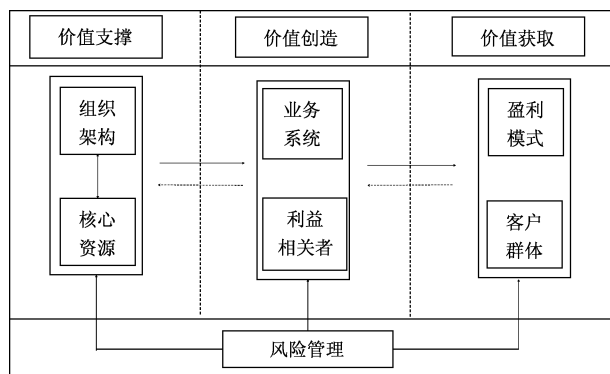 价值支撑
价值创造
价值获取
组织
架构
核心
资源
业务
系统
利益
相关者
盈利
模式
客户
群体
风险管理